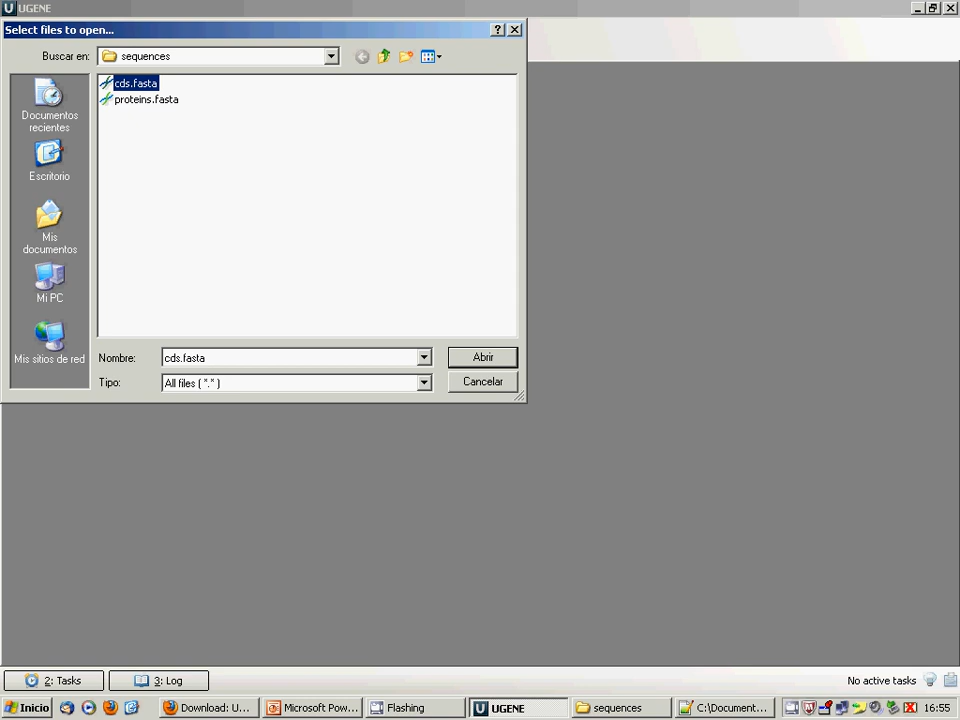 UGENE
Select files to open...
Buscar en: sequences
cds.fasta
proteins.fasta
Documentos
recientes
Escritorio
Mis
documentos
Mi PC
Mis sitios de red
Nombre: cds.fasta Abrir
Tipo: All files ( *.* ) Cancelar
2: Tasks 3: Log No active tasks
Inicio Download: U... Microsoft Pow... Flashing UGENE sequences C:\Document... 16:55